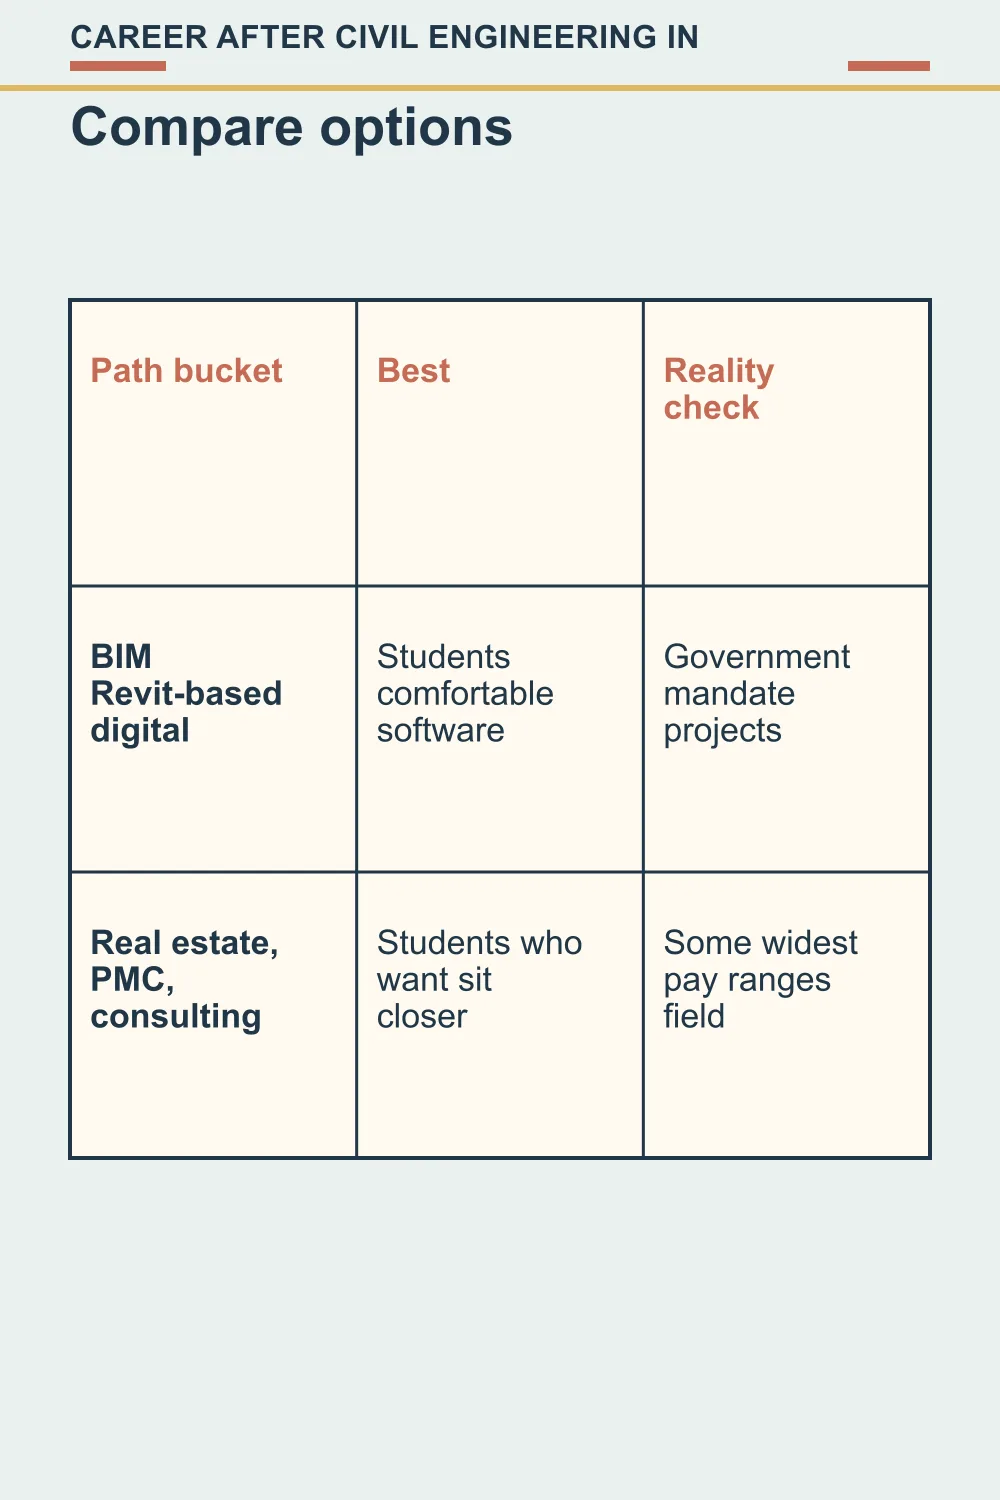 CAREER AFTER CIVIL ENGINEERING IN
Compare options
Path bucket
Best
Reality
check
BIM
Revit-based
digital
Students
comfortable
software
Government
mandate
projects
Real estate,
PMC,
consulting
Students who
want sit
closer
Some widest
pay ranges
field